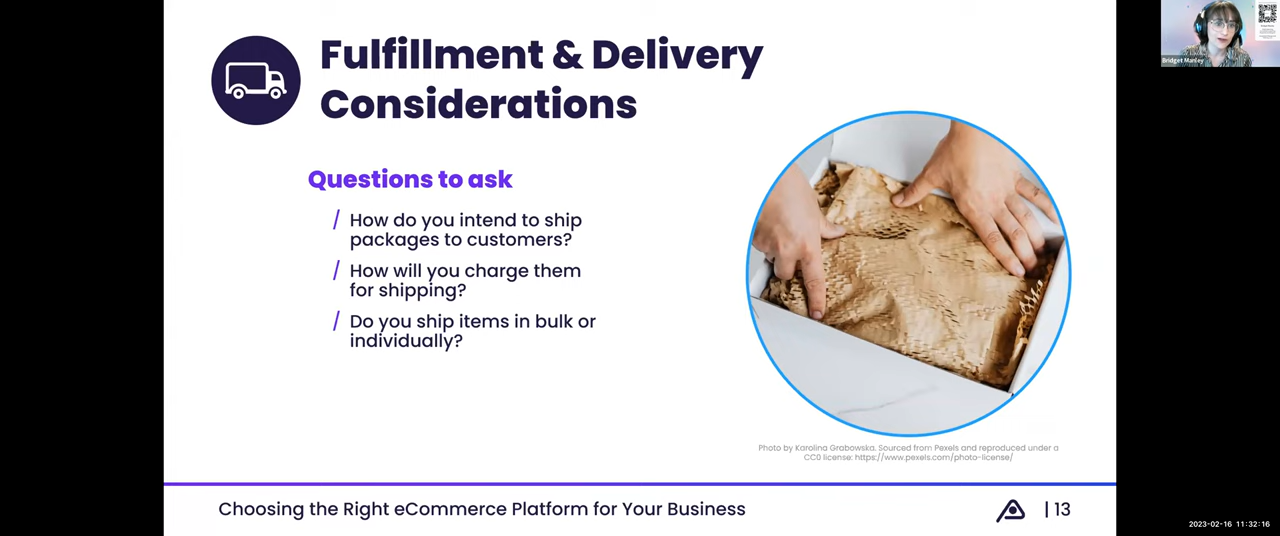 Fulfillment & Delivery
Considerations
Questions to ask
/ How do you intend to ship
packages to customers?
/ How will you charge them
for shipping?
/ Do you ship items in bulk or
individually?
Photo by Karolina Grabowska. Sourced from Pexels and reproduced under a
CC0 license: https://www.pexels.com/photo-license/
Choosing the Right eCommerce Platform for Your Business
| 13
Bridget Manley
2023-02-16 11:32:16